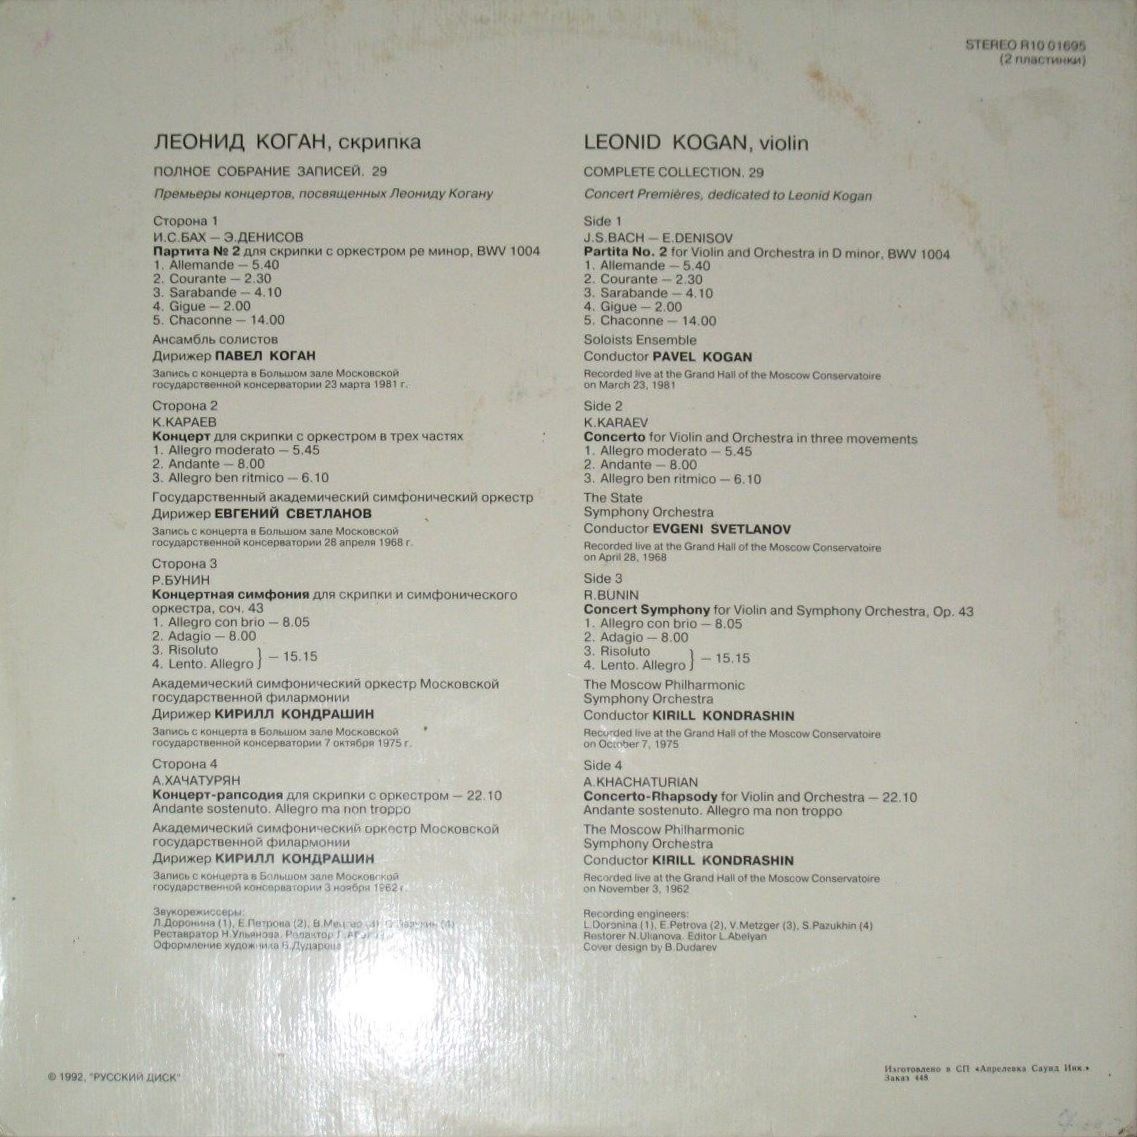 STEREO R10 01695
(2 пластинки)
ЛЕОНИД КОГАН, скрипка
ПОЛНОЕ СОБРАНИЕ ЗАПИСЕЙ. 29
Премьеры концертов, посвященных Леониду Когану
Сторона 1
И.С.БАХ — Э.ДЕНИСОВ
Партита № 2 для скрипки с оркестром ре минор, BWV 1004
1. Allemande — 5.40
2. Courante — 2.30
3. Sarabande — 4.10
4. Gigue — 2.00
5. Chaconne — 14.00
Ансамбль солистов
Дирижер ПАВЕЛ КОГАН
Запись с концерта в Большом зале Московской
государственной консерватории 23 марта 1981 г.
Сторона 2
К.КАРАЕВ
Концерт для скрипки с оркестром в трех частях
1. Allegro moderato — 5.45
2. Andante — 8.00
3. Allegro ben ritmico — 6.10
Государственный академический симфонический оркестр
Дирижер ЕВГЕНИЙ СВЕТЛАНОВ
Запись с концерта в Большом зале Московской
государственной консерватории 28 апреля 1968 г.
Сторона 3
Р.БУНИН
Концертная симфония для скрипки и симфонического
оркестра, соч. 43
1. Allegro con brio — 8.05
2. Adagio — 8.00
3. Risoluto
4. Lento. Allegro } — 15.15
Академический симфонический оркестр Московской
государственной филармонии
Дирижер КИРИЛЛ КОНДРАШИН
Запись с концерта в Большом зале Московской
государственной консерватории 7 октября 1975 г.
Сторона 4
А.ХАЧАТУРЯН
Концерт-рапсодия для скрипки с оркестром — 22.10
Andante sostenuto. Allegro ma non troppo
Академический симфонический оркестр Московской
государственной филармонии
Дирижер КИРИЛЛ КОНДРАШИН
Запись с концерта в Большом зале Московской
государственной консерватории 3 ноября 1962 г.
Звукорежиссеры:
Л.Доронина (1), Е.Петрова (2), (4)
Реставратор Н.Ульянова. Редактор
Оформление художника В.Дударова
LEONID KOGAN, violin
COMPLETE COLLECTION. 29
Concert Premiéres, dedicated to Leonid Kogan
Side 1
J.S.BACH — E.DENISOV
Partita No. 2 for Violin and Orchestra in D minor, BWV 1004
1. Allemande — 5.40
2. Courante — 2.30
3. Sarabande — 4.10
4. Gigue — 2.00
5. Chaconne — 14.00
Soloists Ensemble
Conductor PAVEL KOGAN
Recorded live at the Grand Hall of the Moscow Conservatoire
on March 23, 1981
Side 2
K.KARAEV
Concerto for Violin and Orchestra in three movements
1. Allegro moderato — 5.45
2. Andante — 8.00
3. Allegro ben ritmico — 6.10
The State
Symphony Orchestra
Conductor EVGENI SVETLANOV
Recorded live at the Grand Hall of the Moscow Conservatoire
on April 28, 1968
Side 3
R.BUNIN
Concert Symphony for Violin and Symphony Orchestra, Op. 43
1. Allegro con brio — 8.05
2. Adagio — 8.00
3. Risoluto
4. Lento. Allegro } — 15.15
The Moscow Philharmonic
Symphony Orchestra
Conductor KIRILL KONDRASHIN
Recorded live at the Grand Hall of the Moscow Conservatoire
on October 7, 1975
Side 4
A.KHACHATURIAN
Concerto-Rhapsody for Violin and Orchestra — 22.10
Andante sostenuto. Allegro ma non troppo
The Moscow Philharmonic
Symphony Orchestra
Conductor KIRILL KONDRASHIN
Recorded live at the Grand Hall of the Moscow Conservatoire
on November 3, 1962
Recording engineers:
L.Doronina (1), E.Petrova (2), V.Metzger (3), S.Pazukhin (4)
Restorer N.Ulianova. Editor L.Abelyan
Cover design by B.Dudarev
© 1992, "РУССКИЙ ДИСК"
Изготовлено в СП «Апрелевка Саунд Инк.»
Заказ 448